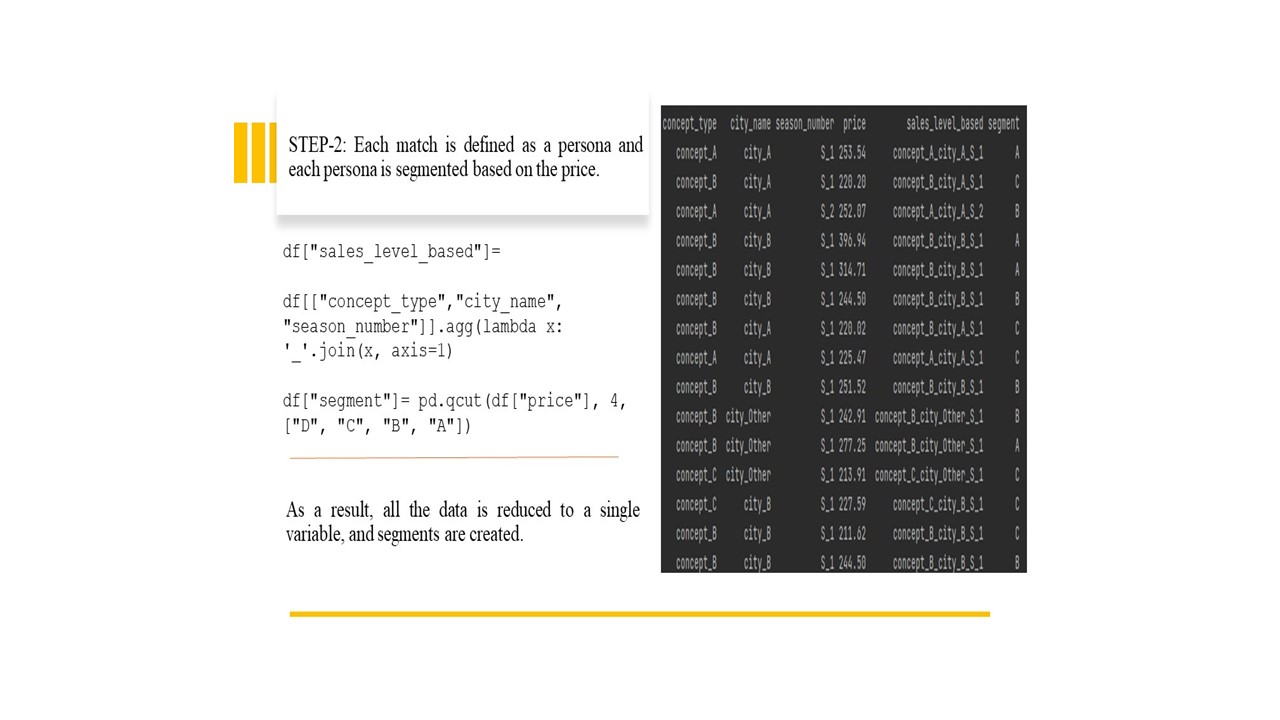 STEP-2: Each match is defined as a persona and
each persona is segmented based on the price.
df["sales_level_based"]=
df[["concept_type","city_name",
"season_number"]].agg(lambda x:
'_'.join(x, axis=1)
df["segment"]= pd.qcut(df["price"], 4,
["D", "C", "B", "A"])
As a result, all the data is reduced to a single
variable, and segments are created.
concept_type city_name season_number price sales_level_based segment
concept_A city_A S_1 253.54 concept_A_city_A_S_1 A
concept_B city_A S_1 220.20 concept_B_city_A_S_1 C
concept_A city_A S_2 252.07 concept_A_city_A_S_2 B
concept_B city_B S_1 396.94 concept_B_city_B_S_1 A
concept_B city_B S_1 314.71 concept_B_city_B_S_1 A
concept_B city_B S_1 244.50 concept_B_city_B_S_1 B
concept_B city_A S_1 220.02 concept_B_city_A_S_1 C
concept_A city_A S_1 225.47 concept_A_city_A_S_1 C
concept_B city_B S_1 251.52 concept_B_city_B_S_1 B
concept_B city_Other S_1 242.91 concept_B_city_Other_S_1 B
concept_B city_Other S_1 277.25 concept_B_city_Other_S_1 A
concept_C city_Other S_1 213.91 concept_C_city_Other_S_1 C
concept_C city_B S_1 227.59 concept_C_city_B_S_1 C
concept_B city_B S_1 211.62 concept_B_city_B_S_1 C
concept_B city_B S_1 244.50 concept_B_city_B_S_1 B